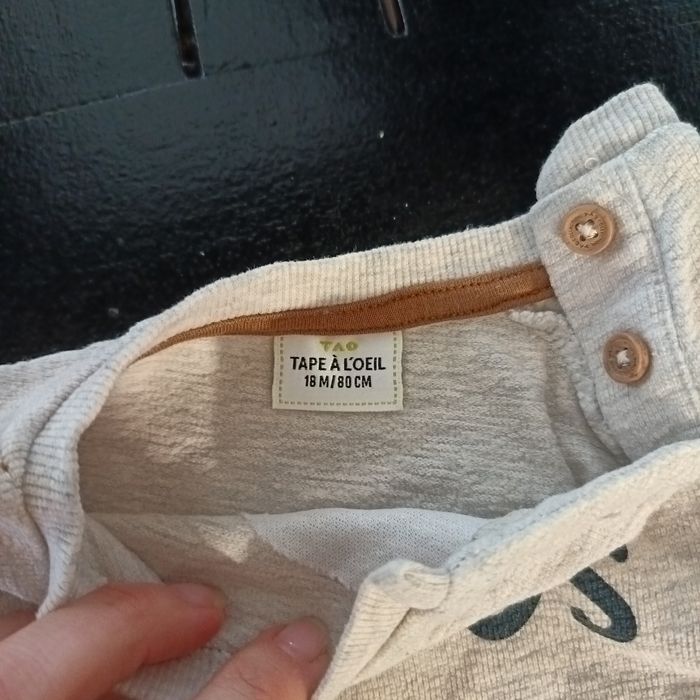 TAO
TAPE À L'OEIL
18 M/80 CM